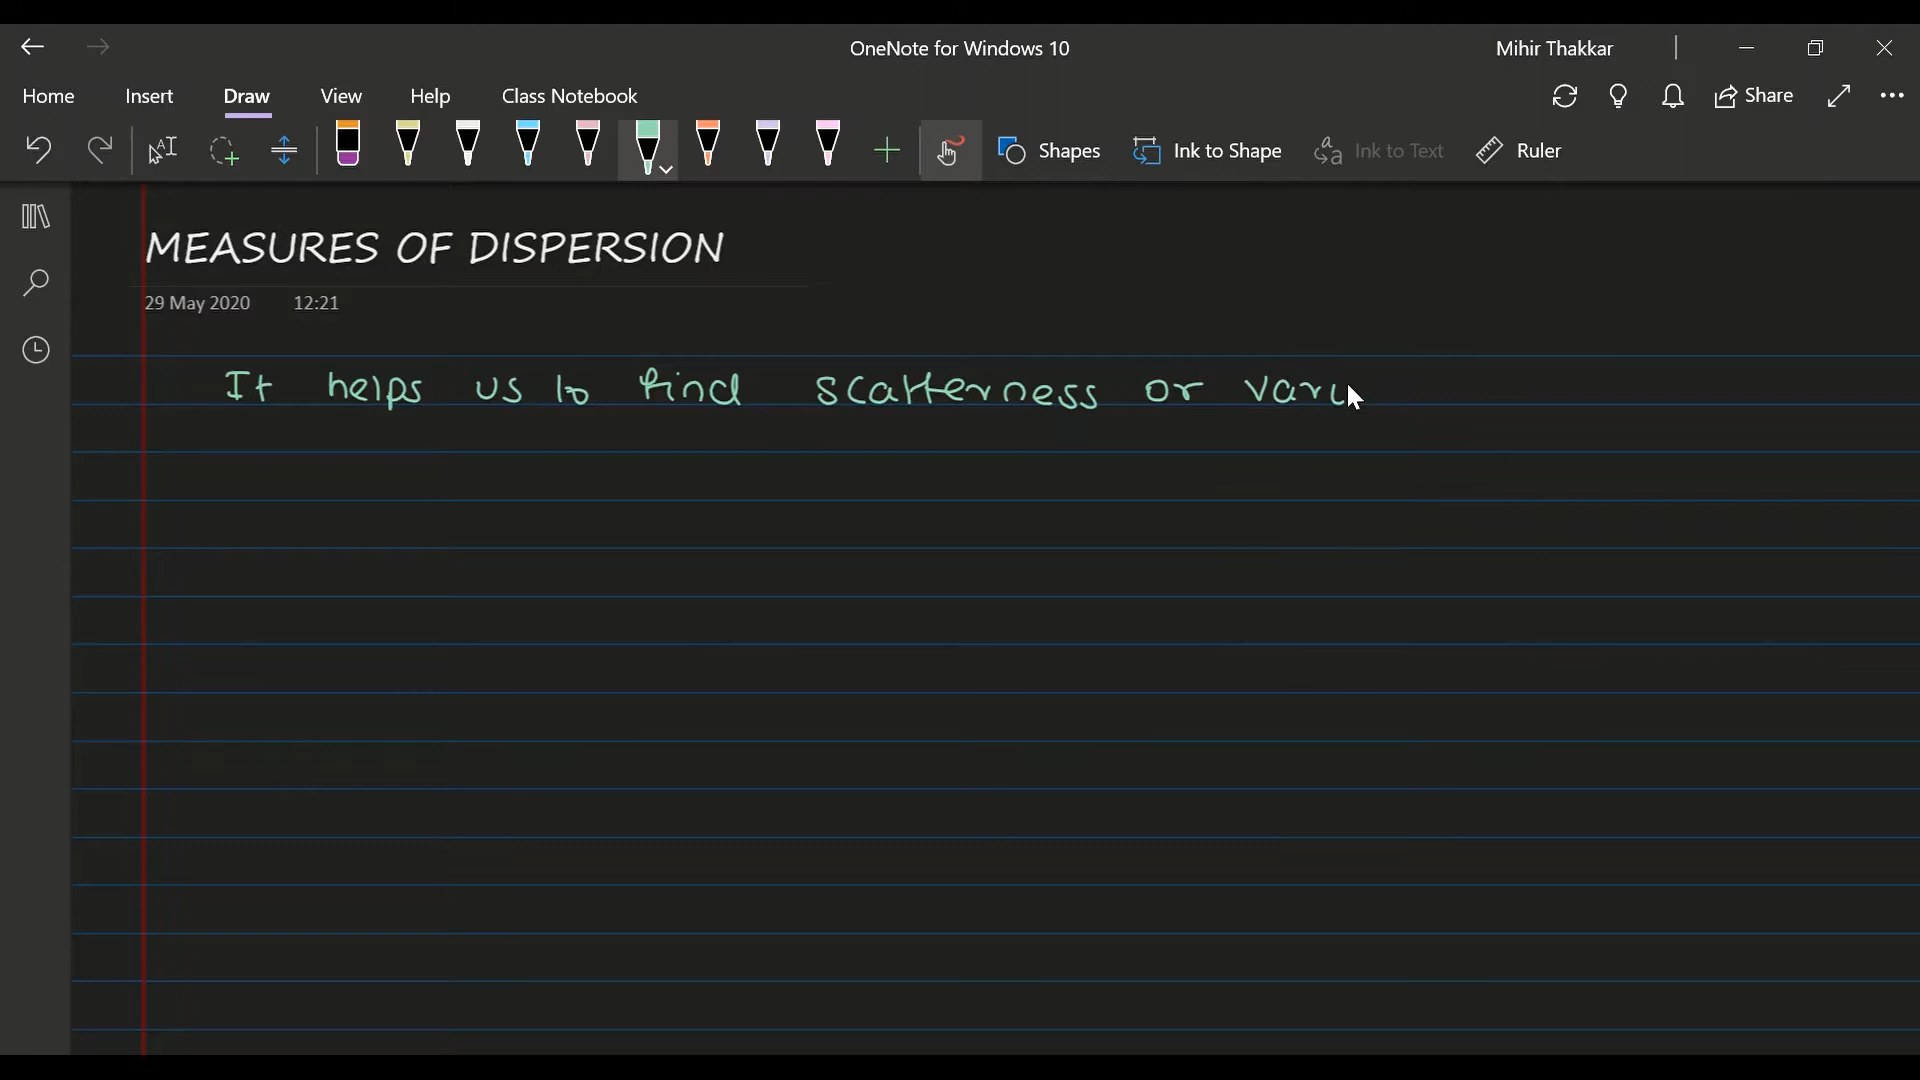 OneNote for Windows 10
Mihir Thakkar
Home Insert Draw View Help Class Notebook
Share
Shapes Ink to Shape Ink to Text Ruler
MEASURES OF DISPERSION
29 May 2020 12:21
It helps us to find scatterness or vari